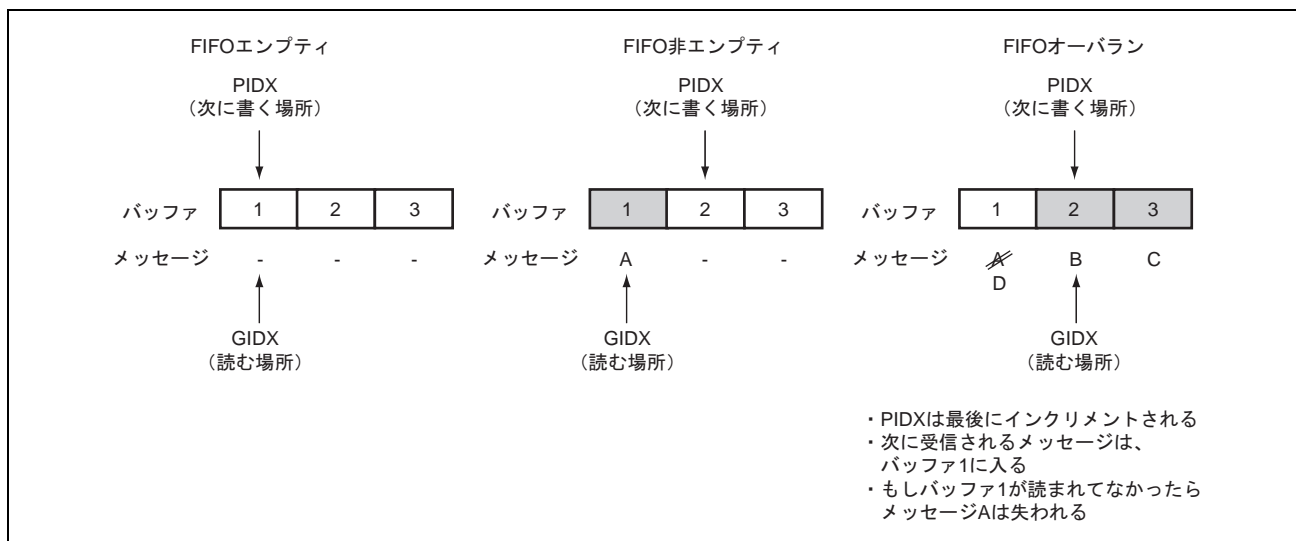 FIFOエンプティ
PIDX
（次に書く場所）
バッファ 1 2 3
メッセージ - - -
GIDX
（読む場所）
FIFO非エンプティ
PIDX
（次に書く場所）
バッファ 1 2 3
メッセージ A - -
GIDX
（読む場所）
FIFOオーバラン
PIDX
（次に書く場所）
バッファ 1 2 3
メッセージ A B C
D
GIDX
（読む場所）
・PIDXは最後にインクリメントされる
・次に受信されるメッセージは、
バッファ1に入る
・もしバッファ1が読まれてなかったら
メッセージAは失われる